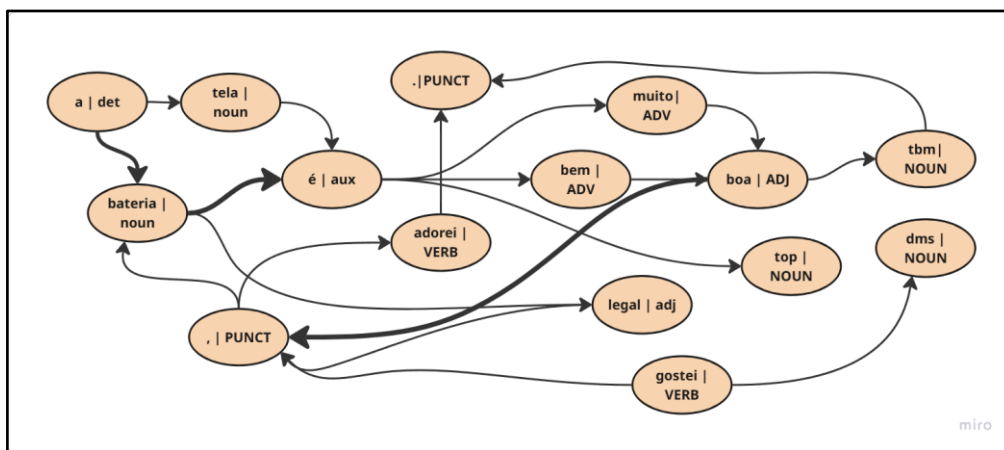 .|PUNCT
a | det
tela |
noun
muito|
ADV
tbm|
NOUN
é | aux
bem |
ADV
boa | ADJ
bateria |
noun
adorei |
VERB
dms |
NOUN
top |
NOUN
legal | adj
, | PUNCT
gostei |
VERB
miro